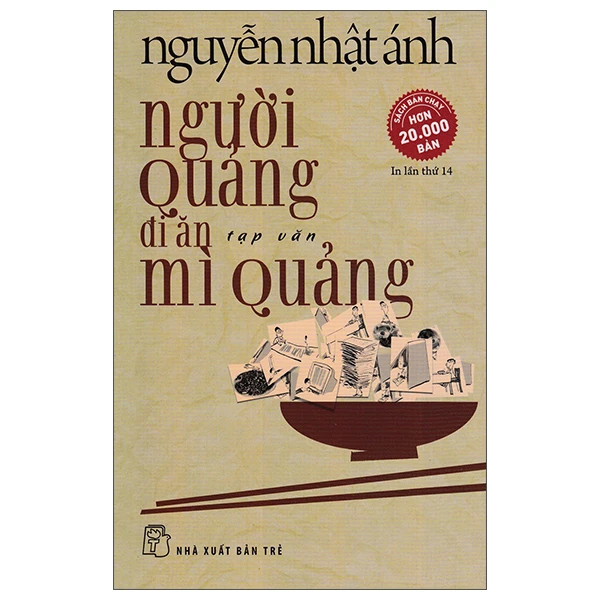 nguyễn nhật ánh
người
quảng
đi ăn tạp văn
mì quảng
SÁCH BÁN CHẠY
HƠN
20.000
BẢN
In lần thứ 14
T
NHÀ XUẤT BẢN TRẺ